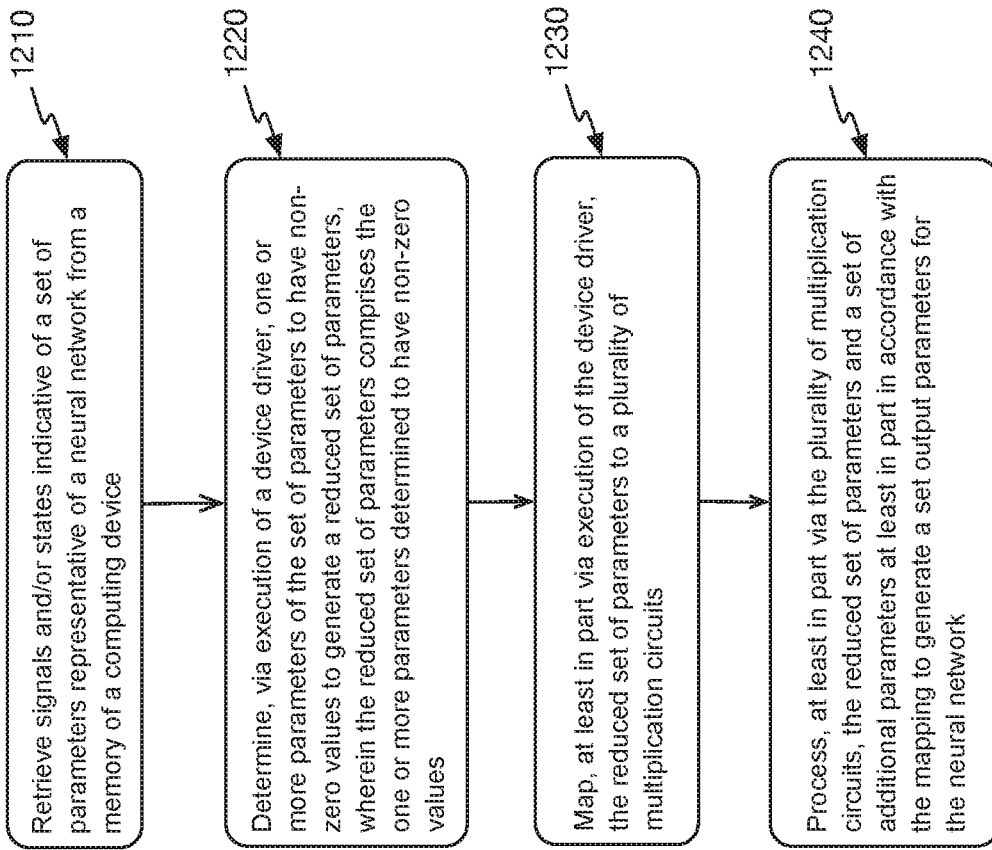 1210
Retrieve signals and/or states indicative of a set of
parameters representative of a neural network from a
memory of a computing device
1220
Determine, via execution of a device driver, one or
more parameters of the set of parameters to have non-
zero values to generate a reduced set of parameters,
wherein the reduced set of parameters comprises the
one or more parameters determined to have non-zero
values
1230
Map, at least in part via execution of the device driver,
the reduced set of parameters to a plurality of
multiplication circuits
1240
Process, at least in part via the plurality of multiplication
circuits, the reduced set of parameters and a set of
additional parameters at least in part in accordance with
the mapping to generate a set output parameters for
the neural network